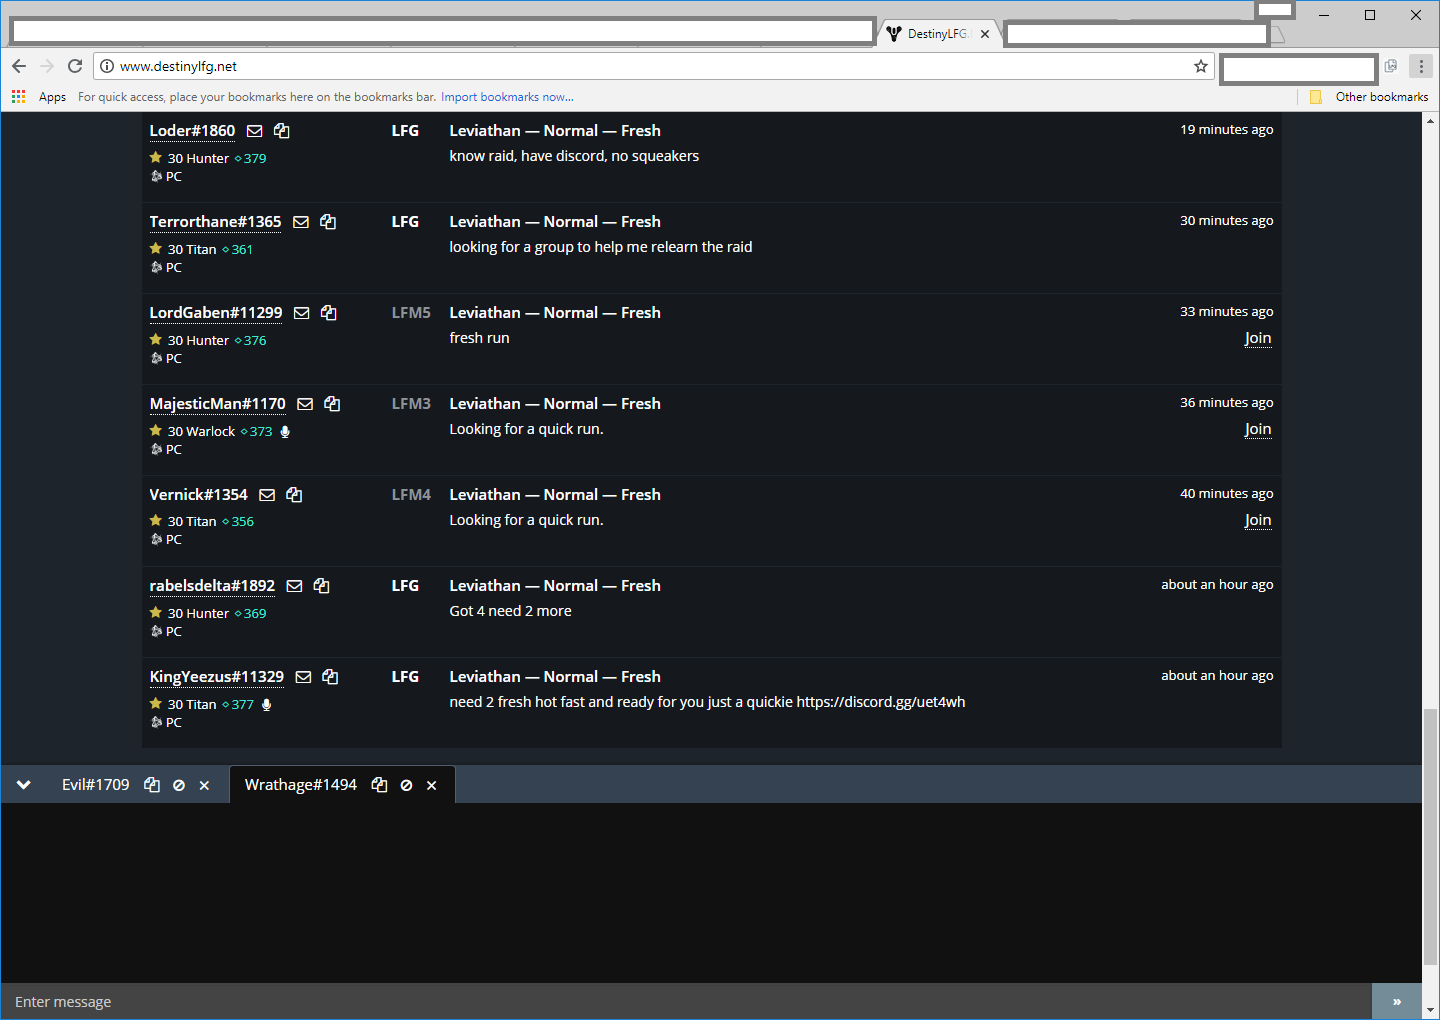 DestinyLFG.
www.destinylfg.net
Apps For quick access, place your bookmarks here on the bookmarks bar. Import bookmarks now... Other bookmarks
Loder#1860 LFG Leviathan — Normal — Fresh 19 minutes ago
30 Hunter 379 know raid, have discord, no squeakers
PC
Terrorthane#1365 LFG Leviathan — Normal — Fresh 30 minutes ago
30 Titan 361 looking for a group to help me relearn the raid
PC
LordGaben#11299 LFM5 Leviathan — Normal — Fresh 33 minutes ago
30 Hunter 376 fresh run Join
PC
MajesticMan#1170 LFM3 Leviathan — Normal — Fresh 36 minutes ago
30 Warlock 373 Looking for a quick run. Join
PC
Vernick#1354 LFM4 Leviathan — Normal — Fresh 40 minutes ago
30 Titan 356 Looking for a quick run. Join
PC
rabelsdelta#1892 LFG Leviathan — Normal — Fresh about an hour ago
30 Hunter 369 Got 4 need 2 more
PC
KingYeezus#11329 LFG Leviathan — Normal — Fresh about an hour ago
30 Titan 377 need 2 fresh hot fast and ready for you just a quickie https://discord.gg/uet4wh
PC
Evil#1709 Wrathage#1494
Enter message »